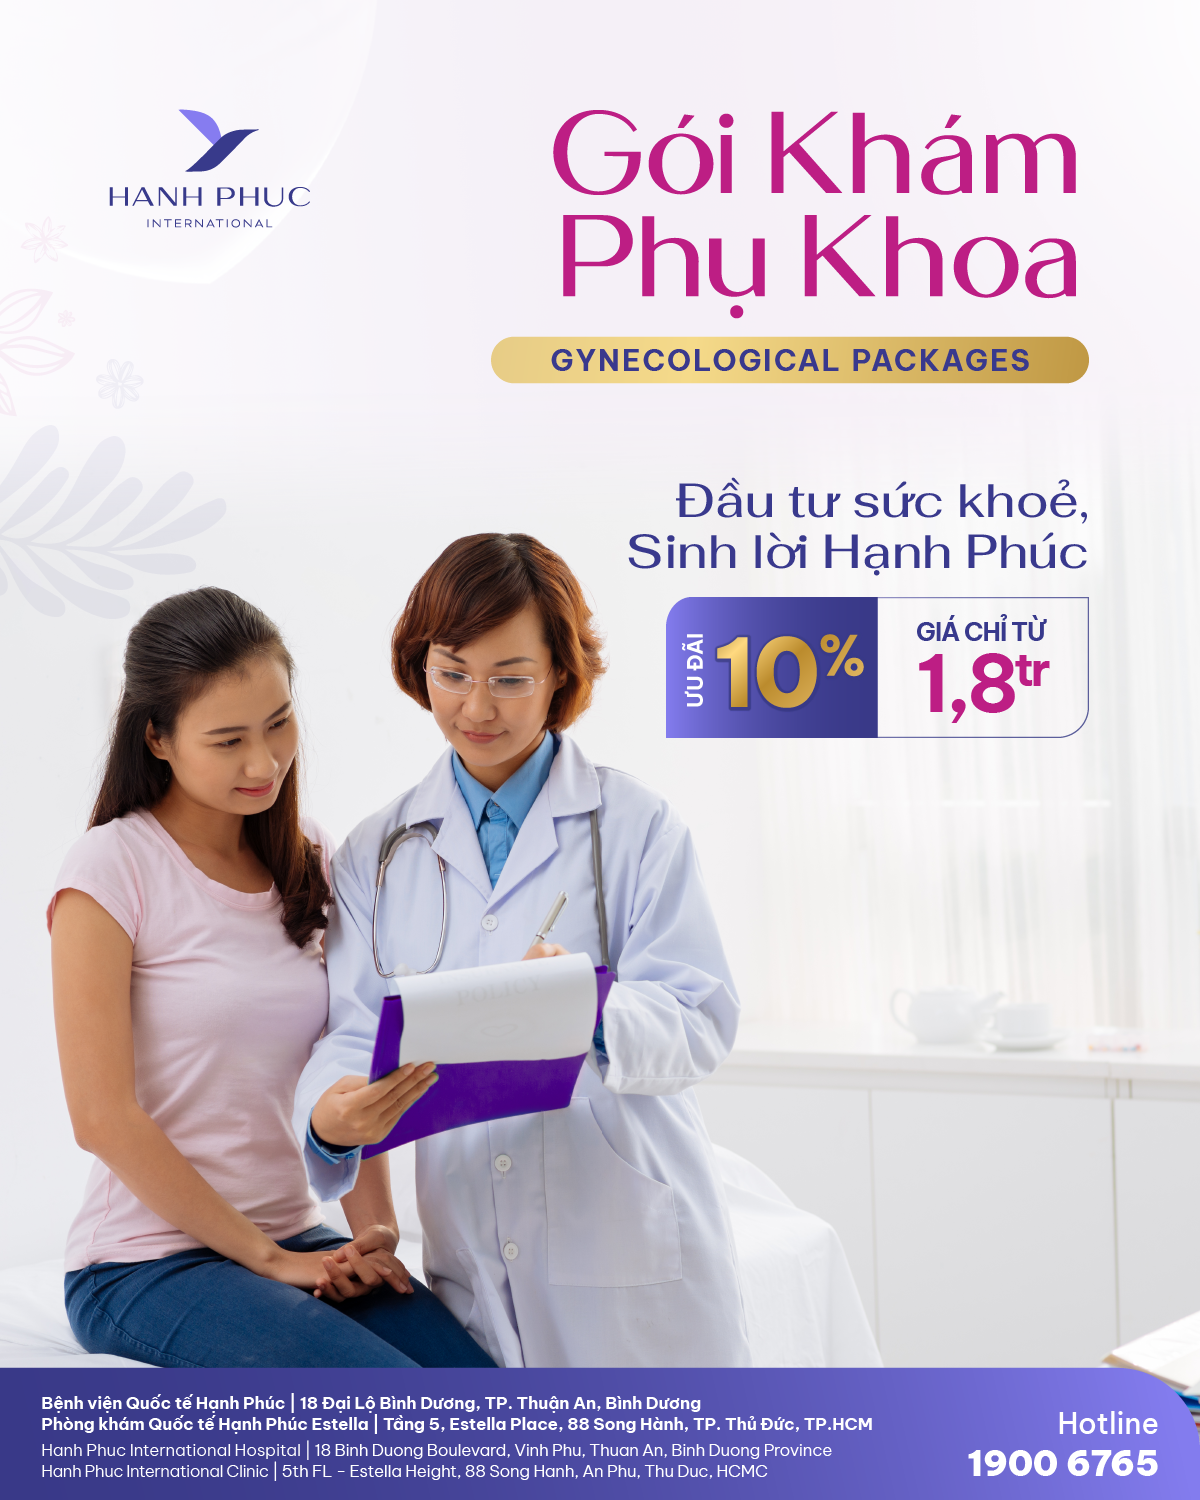 HANH PHUC
INTERNATIONAL
Gói Khám
Phụ Khoa
GYNECOLOGICAL PACKAGES
Đầu tư sức khoẻ,
Sinh lời Hạnh Phúc
ƯU ĐÃI
10%
GIÁ CHỈ TỪ
1,8tr
POLICY
Bệnh viện Quốc tế Hạnh Phúc | 18 Đại Lộ Bình Dương, TP. Thuận An, Bình Dương
Phòng khám Quốc tế Hạnh Phúc Estella | Tầng 5, Estella Place, 88 Song Hành, TP. Thủ Đức, TP.HCM
Hanh Phuc International Hospital | 18 Binh Duong Boulevard, Vinh Phu, Thuan An, Binh Duong Province
Hanh Phuc International Clinic | 5th FL - Estella Height, 88 Song Hanh, An Phu, Thu Duc, HCMC
Hotline
1900 6765